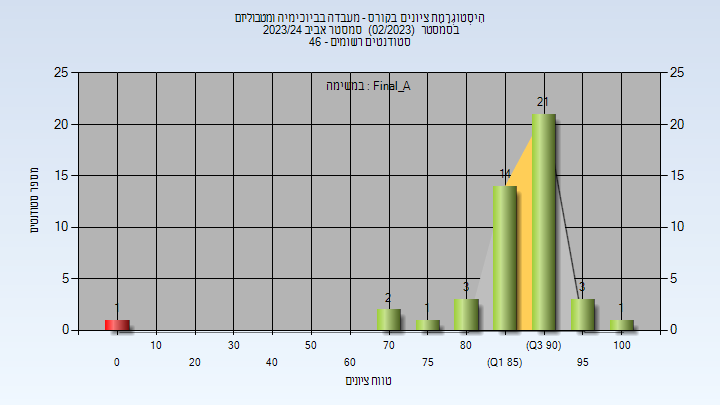 היסטוגרמת ציונים בקורס - מעבדה בביוכימיה ומטבוליזם
בסמסטר (02/2023) סמסטר אביב 2023/24
סטודנטים רשומים - 46
במשימה : Final_A
מספר סטודנטים
25 25
20 20
15 15
10 10
5 5
0 0
1 2 1 3 14 21 3 1
10 30 50 70 80 (Q3 90) 100
0 20 40 60 75 (Q1 85) 95
טווח ציונים